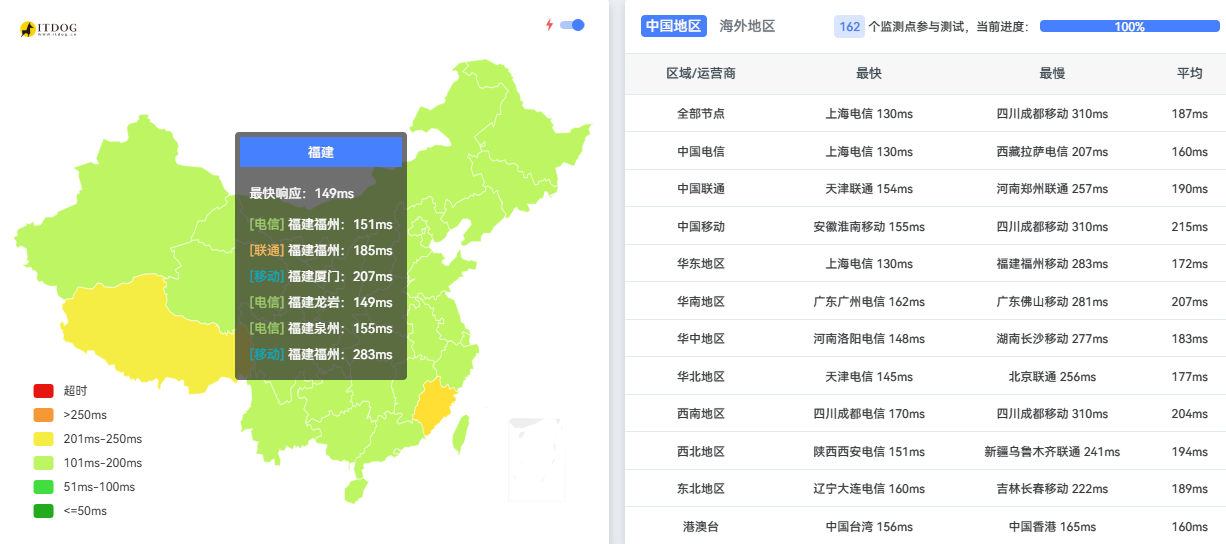 ITDOG
www.itdog.cn
福建
最快响应：149ms
[电信] 福建福州：151ms
[联通] 福建福州：185ms
[移动] 福建厦门：207ms
[电信] 福建龙岩：149ms
[电信] 福建泉州：155ms
[移动] 福建福州：283ms
超时
>250ms
201ms-250ms
101ms-200ms
51ms-100ms
<=50ms
中国地区 海外地区 162 个监测点参与测试，当前进度： 100%
区域/运营商 最快 最慢 平均
全部节点 上海电信 130ms 四川成都移动 310ms 187ms
中国电信 上海电信 130ms 西藏拉萨电信 207ms 160ms
中国联通 天津联通 154ms 河南郑州联通 257ms 190ms
中国移动 安徽淮南移动 155ms 四川成都移动 310ms 215ms
华东地区 上海电信 130ms 福建福州移动 283ms 172ms
华南地区 广东广州电信 162ms 广东佛山移动 281ms 207ms
华中地区 河南洛阳电信 148ms 湖南长沙移动 277ms 183ms
华北地区 天津电信 145ms 北京联通 256ms 177ms
西南地区 四川成都电信 170ms 四川成都移动 310ms 204ms
西北地区 陕西西安电信 151ms 新疆乌鲁木齐联通 241ms 194ms
东北地区 辽宁大连电信 160ms 吉林长春移动 222ms 189ms
港澳台 中国台湾 156ms 中国香港 165ms 160ms